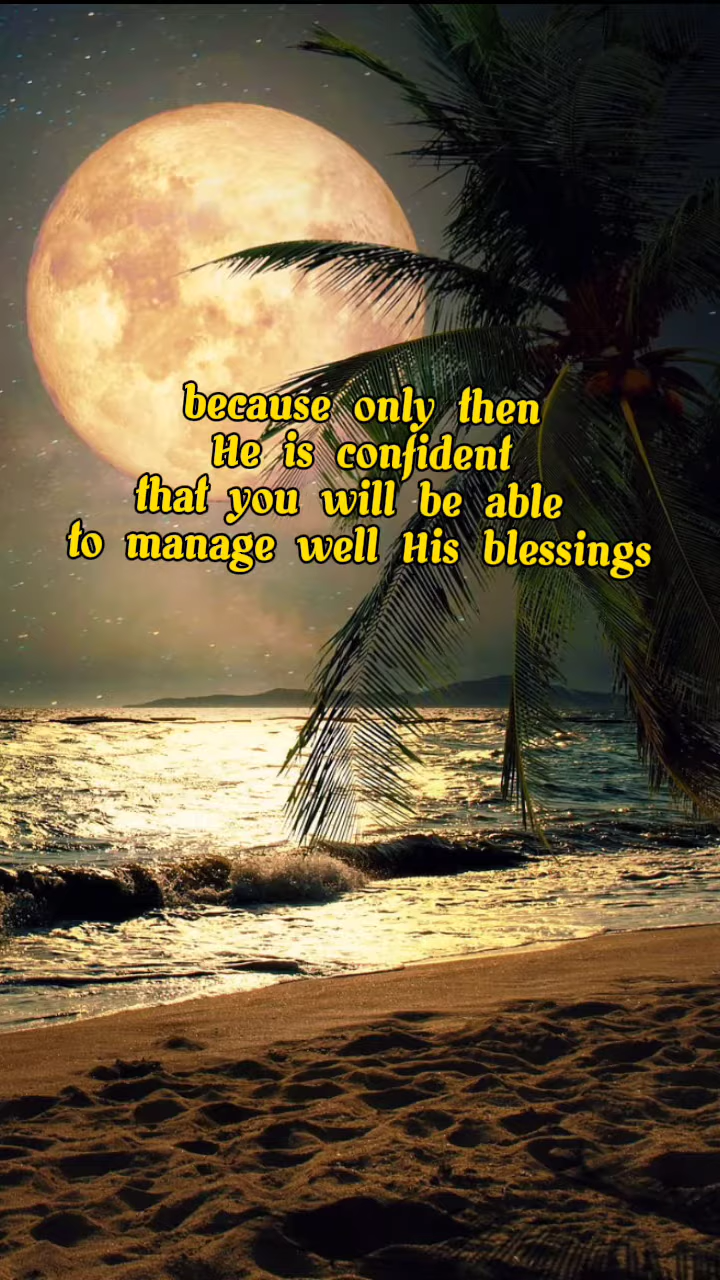 because only then
He is confident
that you will be able
to manage well His blessings